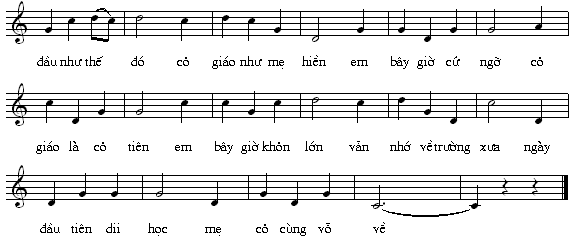 đầu như thế đó cô giáo như mẹ hiền em bây giờ cứ ngỡ cô
giáo là cô tiên em bây giờ khôn lớn vẫn nhớ về trường xưa ngày
đầu tiên dii học mẹ cô cùng vỗ về